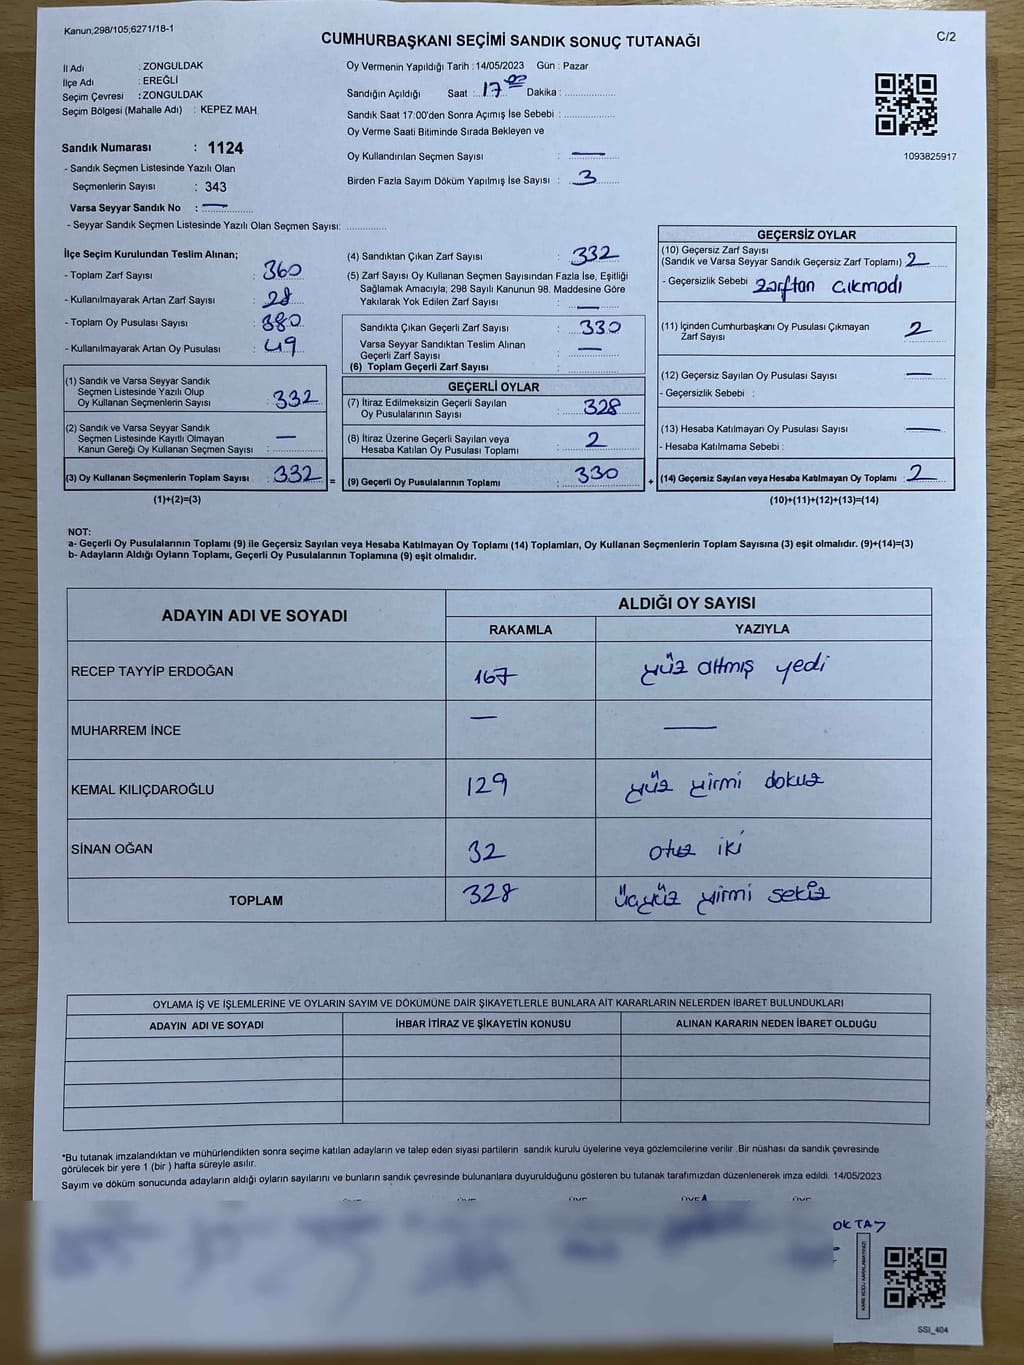 Kanun;298/105;6271/18-1
CUMHURBAŞKANI SEÇİMİ SANDIK SONUÇ TUTANAĞI
C/2
İl Adı : ZONGULDAK
İlçe Adı : EREĞLİ
Seçim Çevresi : ZONGULDAK
Seçim Bölgesi (Mahalle Adı) : KEPEZ MAH.
Sandık Numarası : 1124
- Sandık Seçmen Listesinde Yazılı Olan
Seçmenlerin Sayısı : 343
Varsa Seyyar Sandık No : —
- Seyyar Sandık Seçmen Listesinde Yazılı Olan Seçmen Sayısı: ..............
Oy Vermenin Yapıldığı Tarih : 14/05/2023 Gün : Pazar
Sandığın Açıldığı Saat :.. 17 00 Dakika : ..................
Sandık Saat 17:00'den Sonra Açımış İse Sebebi : ..................
Oy Verme Saati Bitiminde Sırada Bekleyen ve
Oy Kullandırılan Seçmen Sayısı : —
Birden Fazla Sayım Döküm Yapılmış İse Sayısı : 3
1093825917
İlçe Seçim Kurulundan Teslim Alınan;
- Toplam Zarf Sayısı : 360
- Kullanılmayarak Artan Zarf Sayısı : 28
- Toplam Oy Pusulası Sayısı : 380
- Kullanılmayarak Artan Oy Pusulası : 49
(1) Sandık ve Varsa Seyyar Sandık
Seçmen Listesinde Yazılı Olup
Oy Kullanan Seçmenlerin Sayısı : 332
(2) Sandık ve Varsa Seyyar Sandık
Seçmen Listesinde Kayıtlı Olmayan
Kanun Gereği Oy Kullanan Seçmen Sayısı : —
(3) Oy Kullanan Seçmenlerin Toplam Sayısı : 332 =
(1)+(2)=(3)
(4) Sandıktan Çıkan Zarf Sayısı : 332
(5) Zarf Sayısı Oy Kullanan Seçmen Sayısından Fazla İse, Eşitliği
Sağlamak Amacıyla; 298 Sayılı Kanunun 98. Maddesine Göre
Yakılarak Yok Edilen Zarf Sayısı : —
Sandıkta Çıkan Geçerli Zarf Sayısı : 330
Varsa Seyyar Sandıktan Teslim Alınan
Geçerli Zarf Sayısı : —
(6) Toplam Geçerli Zarf Sayısı :
GEÇERLİ OYLAR
(7) İtiraz Edilmeksizin Geçerli Sayılan
Oy Pusulalarının Sayısı : 328
(8) İtiraz Üzerine Geçerli Sayılan veya
Hesaba Katılan Oy Pusulası Toplamı : 2
(9) Geçerli Oy Pusulalarının Toplamı : 330 +
GEÇERSİZ OYLAR
(10) Geçersiz Zarf Sayısı
(Sandık ve Varsa Seyyar Sandık Geçersiz Zarf Toplamı) : 2
- Geçersizlik Sebebi : zarftan çıkmadı
(11) İçinden Cumhurbaşkanı Oy Pusulası Çıkmayan
Zarf Sayısı : 2
(12) Geçersiz Sayılan Oy Pusulası Sayısı : —
- Geçersizlik Sebebi :
(13) Hesaba Katılmayan Oy Pusulası Sayısı : —
- Hesaba Katılmama Sebebi :
(14) Geçersiz Sayılan veya Hesaba Katılmayan Oy Toplamı : 2
(10)+(11)+(12)+(13)=(14)
NOT:
a- Geçerli Oy Pusulalarının Toplamı (9) ile Geçersiz Sayılan veya Hesaba Katılmayan Oy Toplamı (14) Toplamları, Oy Kullanan Seçmenlerin Toplam Sayısına (3) eşit olmalıdır. (9)+(14)=(3)
b- Adayların Aldığı Oyların Toplamı, Geçerli Oy Pusulalarının Toplamına (9) eşit olmalıdır.
ADAYIN ADI VE SOYADI ALDIĞI OY SAYISI
RAKAMLA YAZIYLA
RECEP TAYYİP ERDOĞAN 167 yüz altmış yedi
MUHARREM İNCE — —
KEMAL KILIÇDAROĞLU 129 yüz yirmi dokuz
SİNAN OĞAN 32 otuz iki
TOPLAM 328 üçyüz yirmi sekiz
OYLAMA İŞ VE İŞLEMLERİNE VE OYLARIN SAYIM VE DÖKÜMÜNE DAİR ŞİKAYETLERLE BUNLARA AİT KARARLARIN NELERDEN İBARET BULUNDUKLARI
ADAYIN ADI VE SOYADI İHBAR İTİRAZ VE ŞİKAYETİN KONUSU ALINAN KARARIN NEDEN İBARET OLDUĞU
*Bu tutanak imzalandıktan ve mühürlendikten sonra seçime katılan adayların ve talep eden siyasi partilerin sandık kurulu üyelerine veya gözlemcilerine verilir .Bir nüshası da sandık çevresinde
görülecek bir yere 1 (bir ) hafta süreyle asılır.
Sayım ve döküm sonucunda adayların aldığı oyların sayılarını ve bunların sandık çevresinde bulunanlara duyurulduğunu gösteren bu tutanak tarafımızdan düzenlenerek imza edildi. 14/05/2023
OKTAY
KARE KODU KARALAMAYINIZ!
SSİ_404